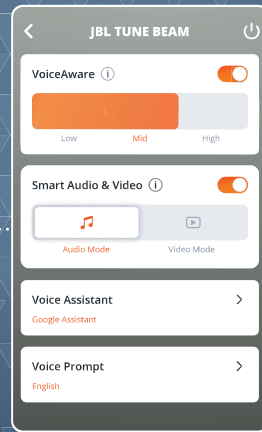 JBL TUNE BEAM
VoiceAware
Low Mid High
Smart Audio & Video
Audio Mode Video Mode
Voice Assistant
Google Assistant
Voice Prompt
English